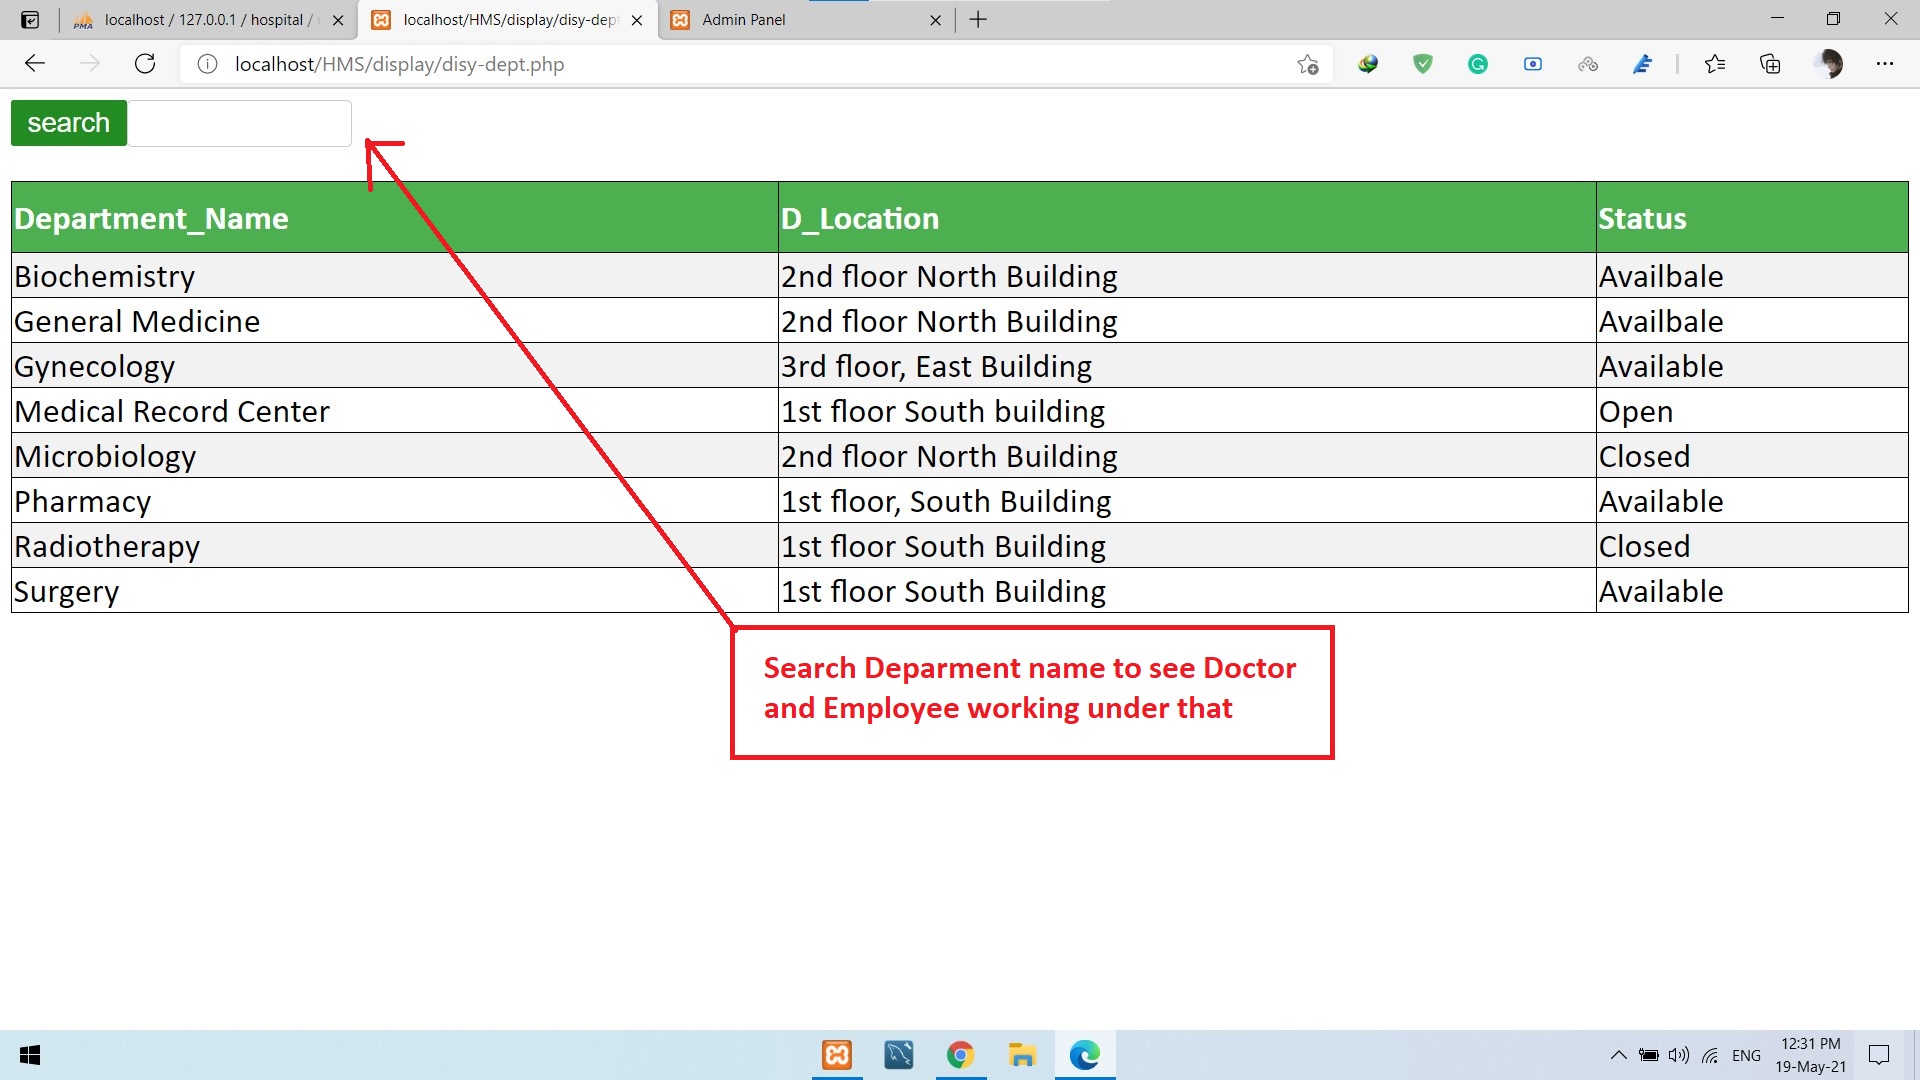 localhost / 127.0.0.1 / hospital /
localhost/HMS/display/disy-dept
Admin Panel
localhost/HMS/display/disy-dept.php
search
Department_Name D_Location Status
Biochemistry 2nd floor North Building Availbale
General Medicine 2nd floor North Building Availbale
Gynecology 3rd floor, East Building Available
Medical Record Center 1st floor South building Open
Microbiology 2nd floor North Building Closed
Pharmacy 1st floor, South Building Available
Radiotherapy 1st floor South Building Closed
Surgery 1st floor South Building Available
Search Deparment name to see Doctor
and Employee working under that
ENG
12:31 PM
19-May-21
PMA